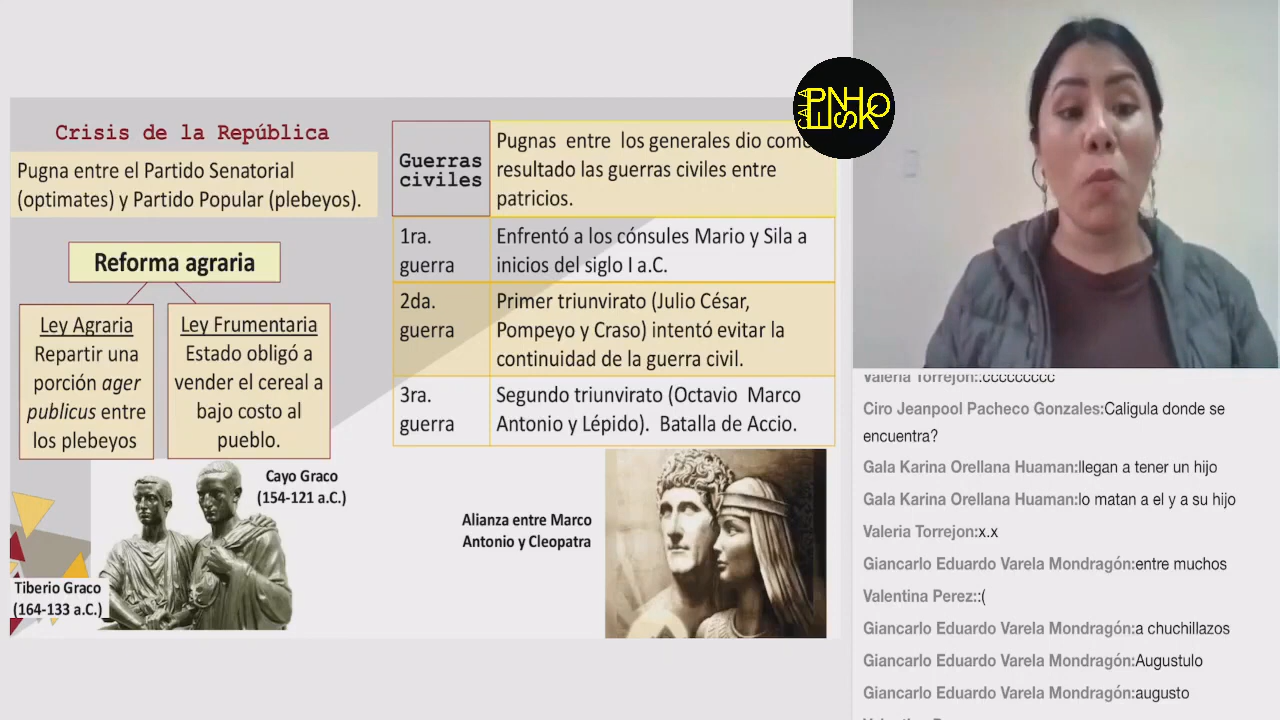 Crisis de la República
Pugna entre el Partido Senatorial
(optimates) y Partido Popular (plebeyos).
Reforma agraria
Ley Agraria
Repartir una
porción ager
publicus entre
los plebeyos
Ley Frumentaria
Estado obligó a
vender el cereal a
bajo costo al
pueblo.
Cayo Graco
(154-121 a.C.)
Tiberio Graco
(164-133 a.C.)
Guerras
civiles
Pugnas entre los generales dio como
resultado las guerras civiles entre
patricios.
1ra.
guerra
Enfrentó a los cónsules Mario y Sila a
inicios del siglo I a.C.
2da.
guerra
Primer triunvirato (Julio César,
Pompeyo y Craso) intentó evitar la
continuidad de la guerra civil.
3ra.
guerra
Segundo triunvirato (Octavio Marco
Antonio y Lépido). Batalla de Accio.
Alianza entre Marco
Antonio y Cleopatra
Valeria Torrejon:.ccccccccc
Ciro Jeanpool Pacheco Gonzales:Caligula donde se
encuentra?
Gala Karina Orellana Huaman:llegan a tener un hijo
Gala Karina Orellana Huaman:lo matan a el y a su hijo
Valeria Torrejon:x.x
Giancarlo Eduardo Varela Mondragón:entre muchos
Valentina Perez::(
Giancarlo Eduardo Varela Mondragón:a chuchillazos
Giancarlo Eduardo Varela Mondragón:Augustulo
Giancarlo Eduardo Varela Mondragón:augusto